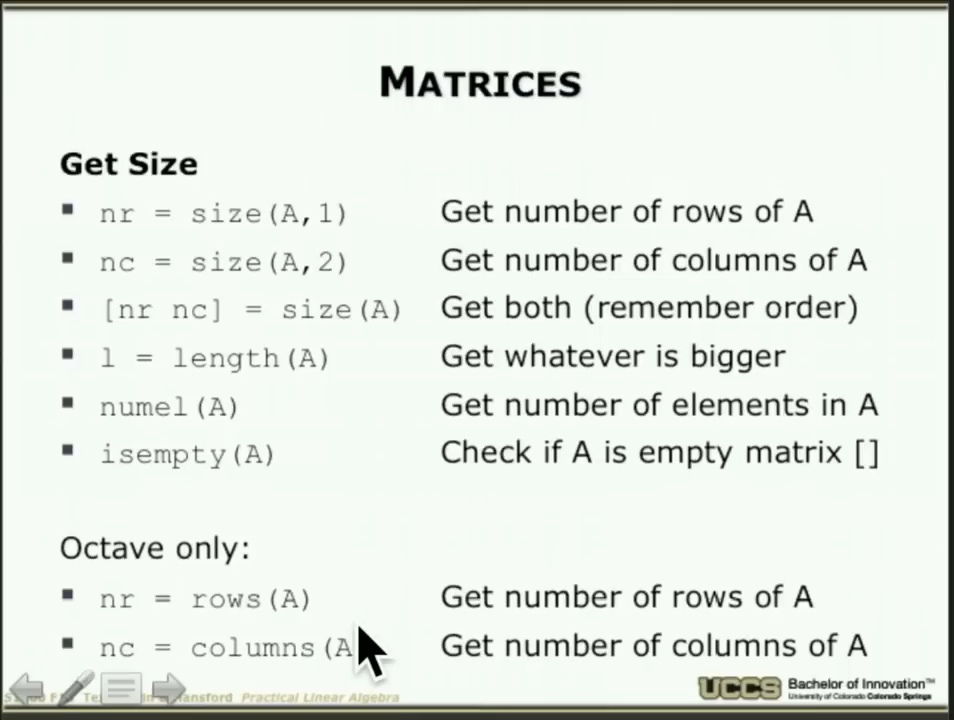 MATRICES
Get Size
▪ nr = size(A,1) Get number of rows of A
▪ nc = size(A,2) Get number of columns of A
▪ [nr nc] = size(A) Get both (remember order)
▪ l = length(A) Get whatever is bigger
▪ numel(A) Get number of elements in A
▪ isempty(A) Check if A is empty matrix []
Octave only:
▪ nr = rows(A) Get number of rows of A
▪ nc = columns(A Get number of columns of A
Practical Linear Algebra
UCCS Bachelor of Innovation™
University of Colorado Colorado Springs